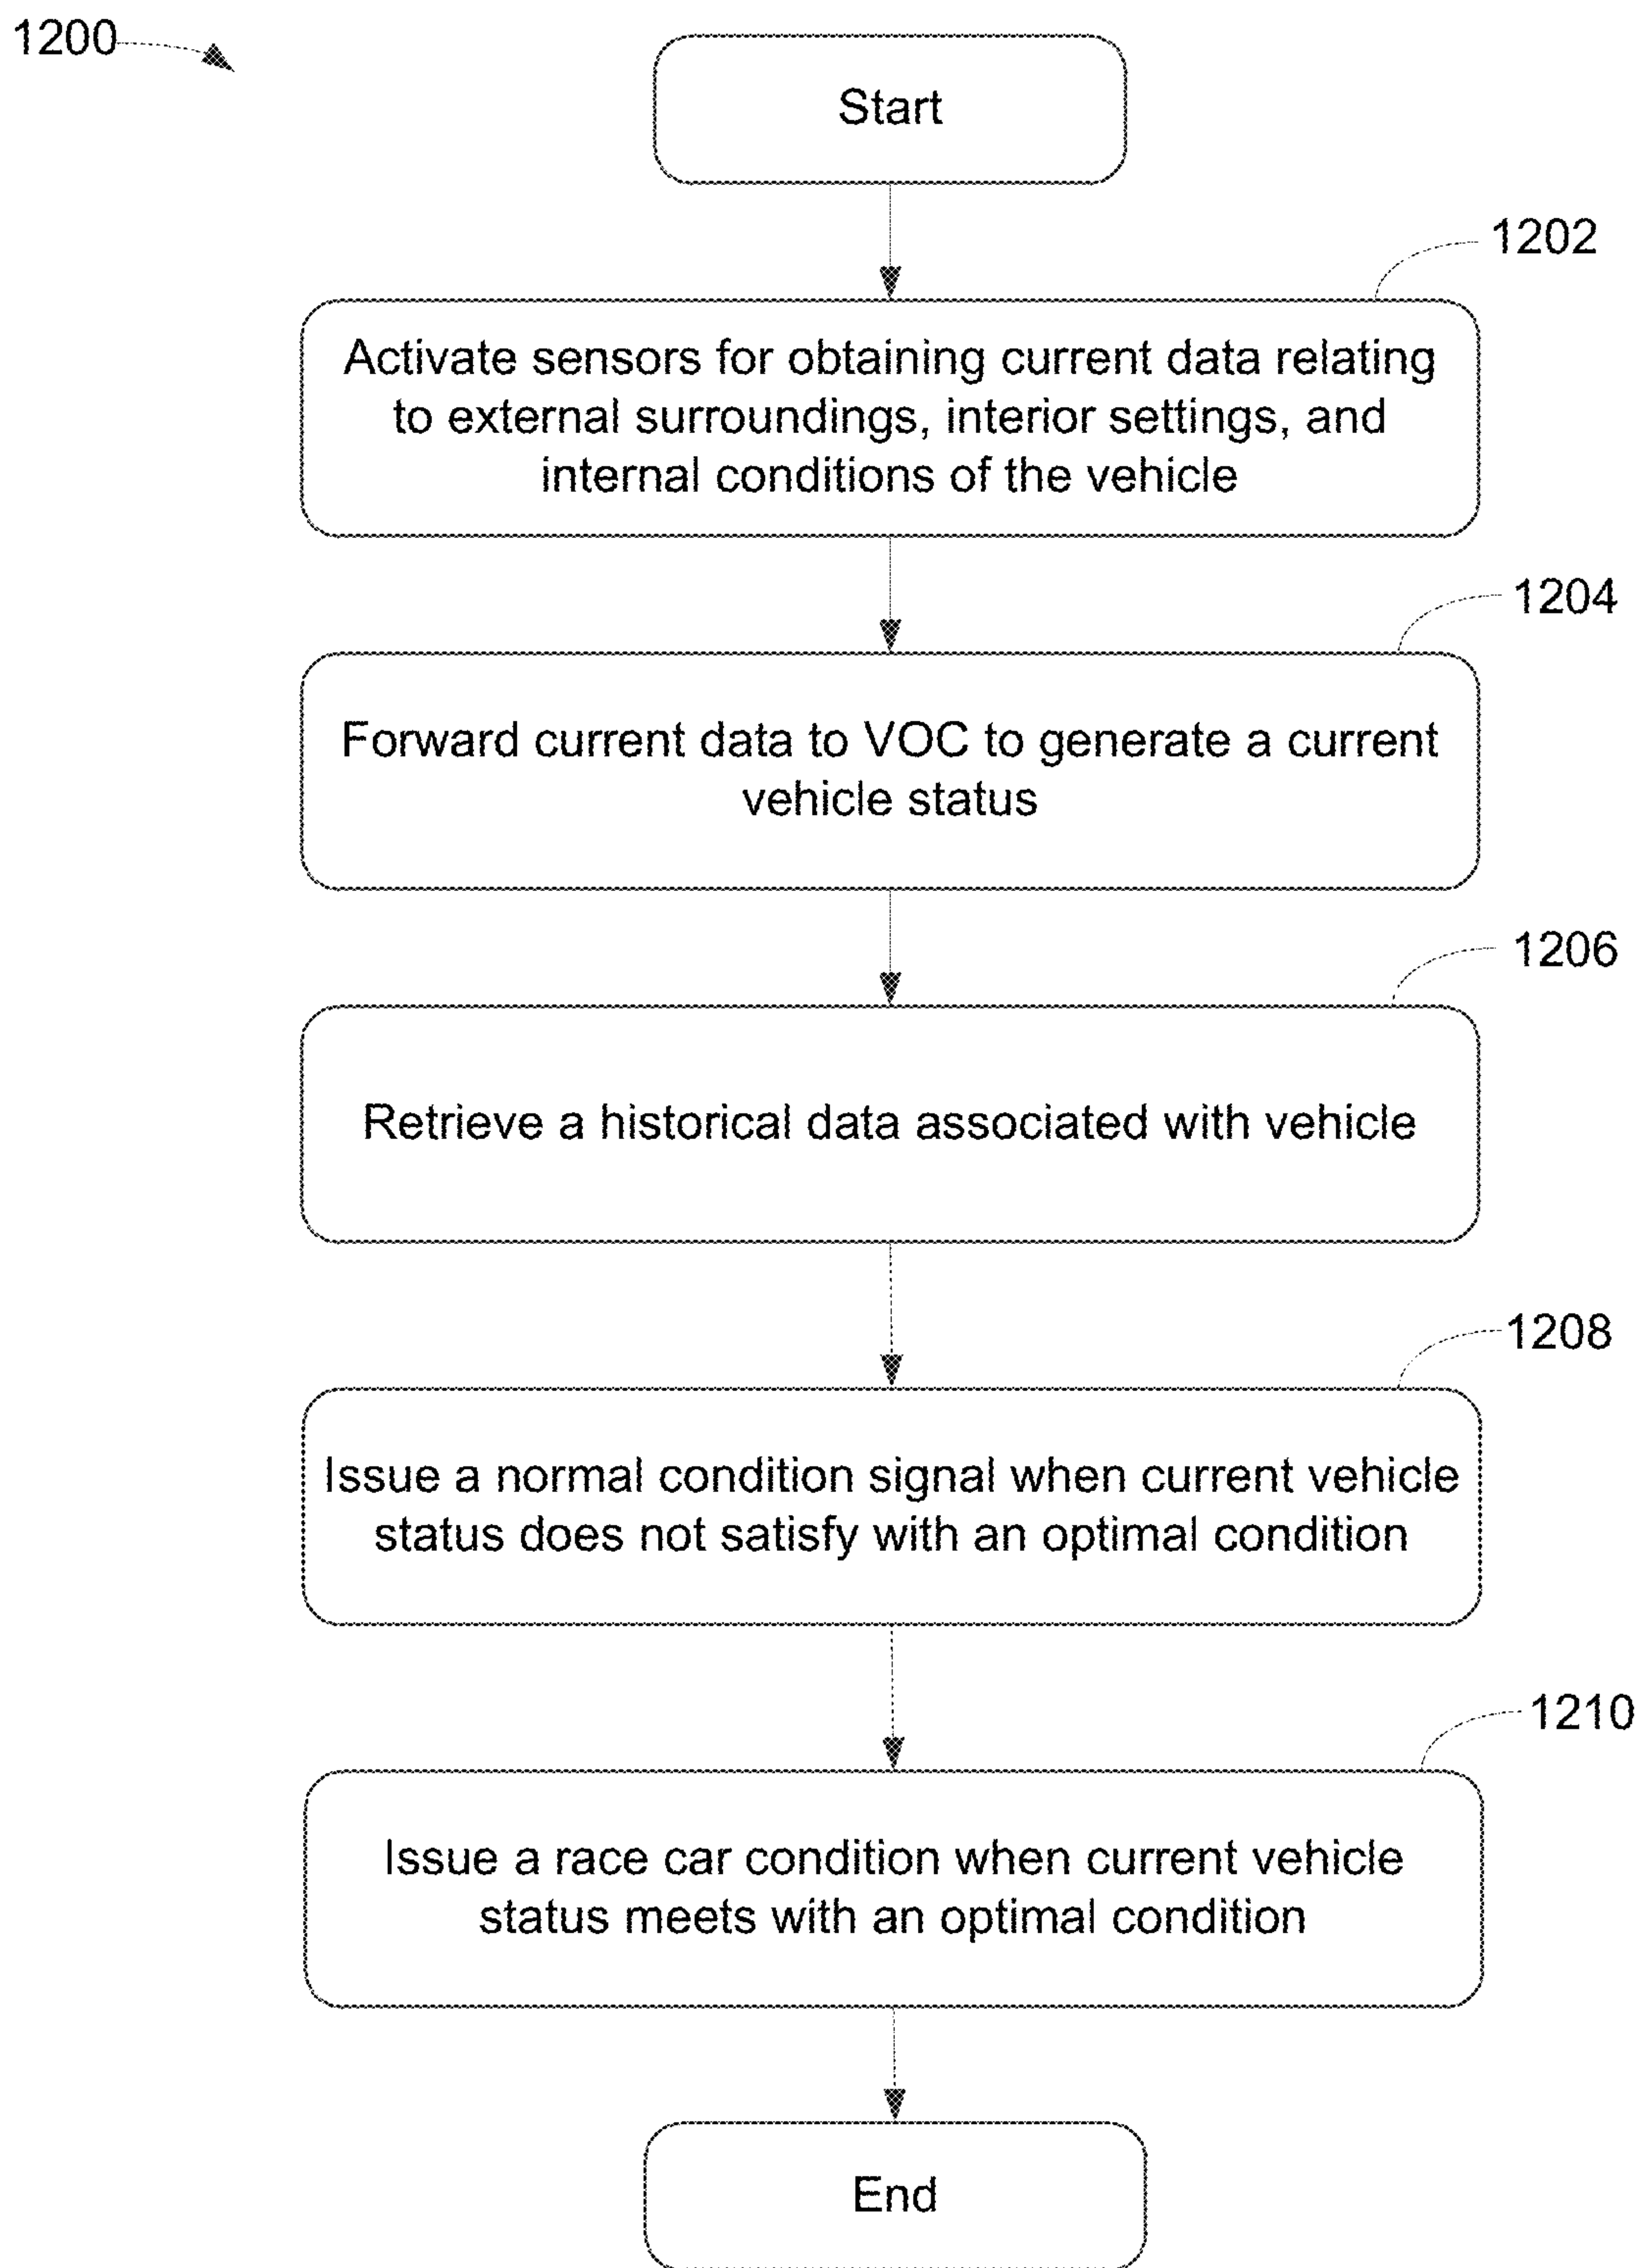 1200
Start
1202
Activate sensors for obtaining current data relating
to external surroundings, interior settings, and
internal conditions of the vehicle
1204
Forward current data to VOC to generate a current
vehicle status
1206
Retrieve a historical data associated with vehicle
1208
Issue a normal condition signal when current vehicle
status does not satisfy with an optimal condition
1210
Issue a race car condition when current vehicle
status meets with an optimal condition
End